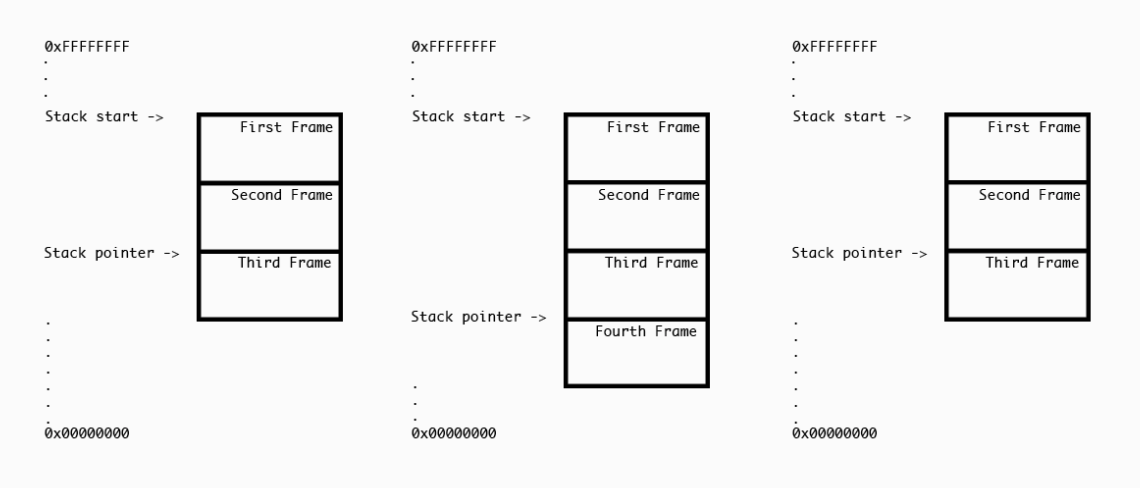 0xFFFFFFFF
.
.
.
Stack start ->
First Frame
Second Frame
Stack pointer ->
Third Frame
.
.
.
.
.
.
.
0x00000000
0xFFFFFFFF
.
.
.
Stack start ->
First Frame
Second Frame
Third Frame
Stack pointer ->
Fourth Frame
.
.
.
0x00000000
0xFFFFFFFF
.
.
.
Stack start ->
First Frame
Second Frame
Stack pointer ->
Third Frame
.
.
.
.
.
.
.
0x00000000